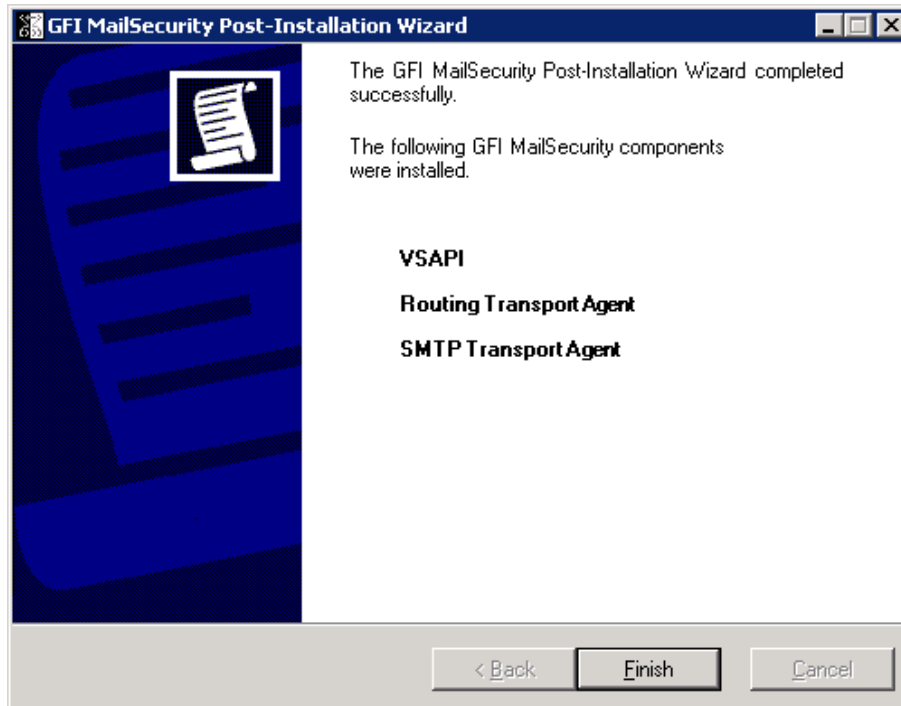 GFI MailSecurity Post-Installation Wizard
The GFI MailSecurity Post-Installation Wizard completed
successfully.
The following GFI MailSecurity components
were installed.
VSAPI
Routing Transport Agent
SMTP Transport Agent
< Back
Finish
Cancel